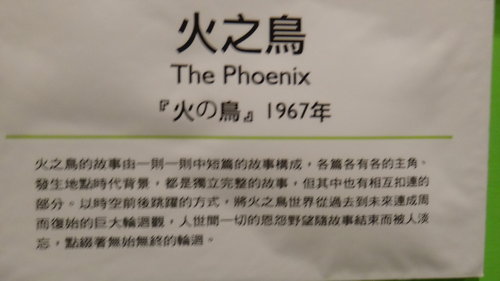 火之鳥
The Phoenix
『火の鳥』1967年
火之鳥的故事由一則一則中短篇的故事構成，各篇各有各的主角、
發生地點時代背景，都是獨立完整的故事，但其中也有相互扣連的
部分。以時空前後跳躍的方式，將火之鳥世界從過去到未來連成周
而復始的巨大輪迴觀，人世間一切的恩怨野望隨故事結束而被人淡
忘，點綴著無始無終的輪迴。